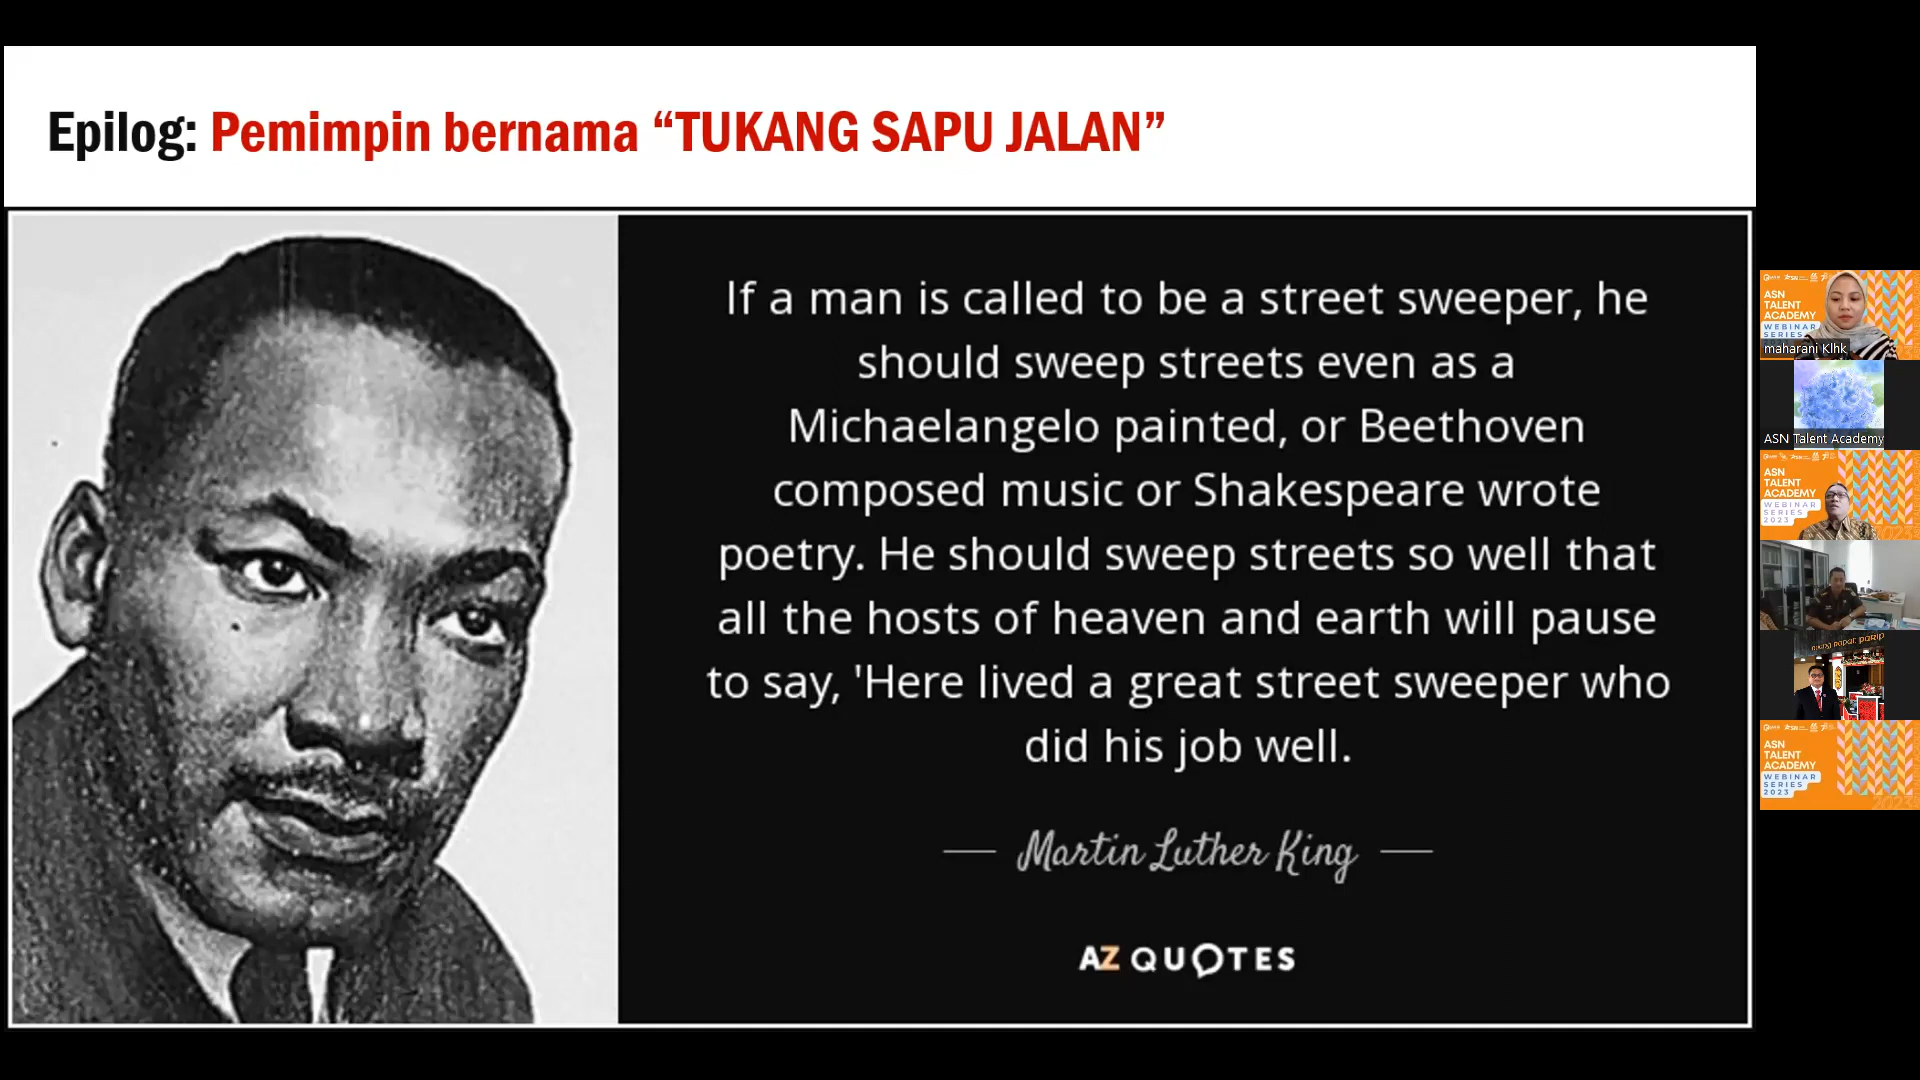 Epilog: Pemimpin bernama “TUKANG SAPU JALAN”
If a man is called to be a street sweeper, he
should sweep streets even as a
Michaelangelo painted, or Beethoven
composed music or Shakespeare wrote
poetry. He should sweep streets so well that
all the hosts of heaven and earth will pause
to say, 'Here lived a great street sweeper who
did his job well.
Martin Luther King
AZ QUOTES
ASN
TALENT
ACADEMY
WEBINAR
SERIES
maharani Klhk
ASN Talent Academy
ASN
TALENT
ACADEMY
WEBINAR
SERIES
2023
ASN
TALENT
ACADEMY
WEBINAR
SERIES
2023
2023